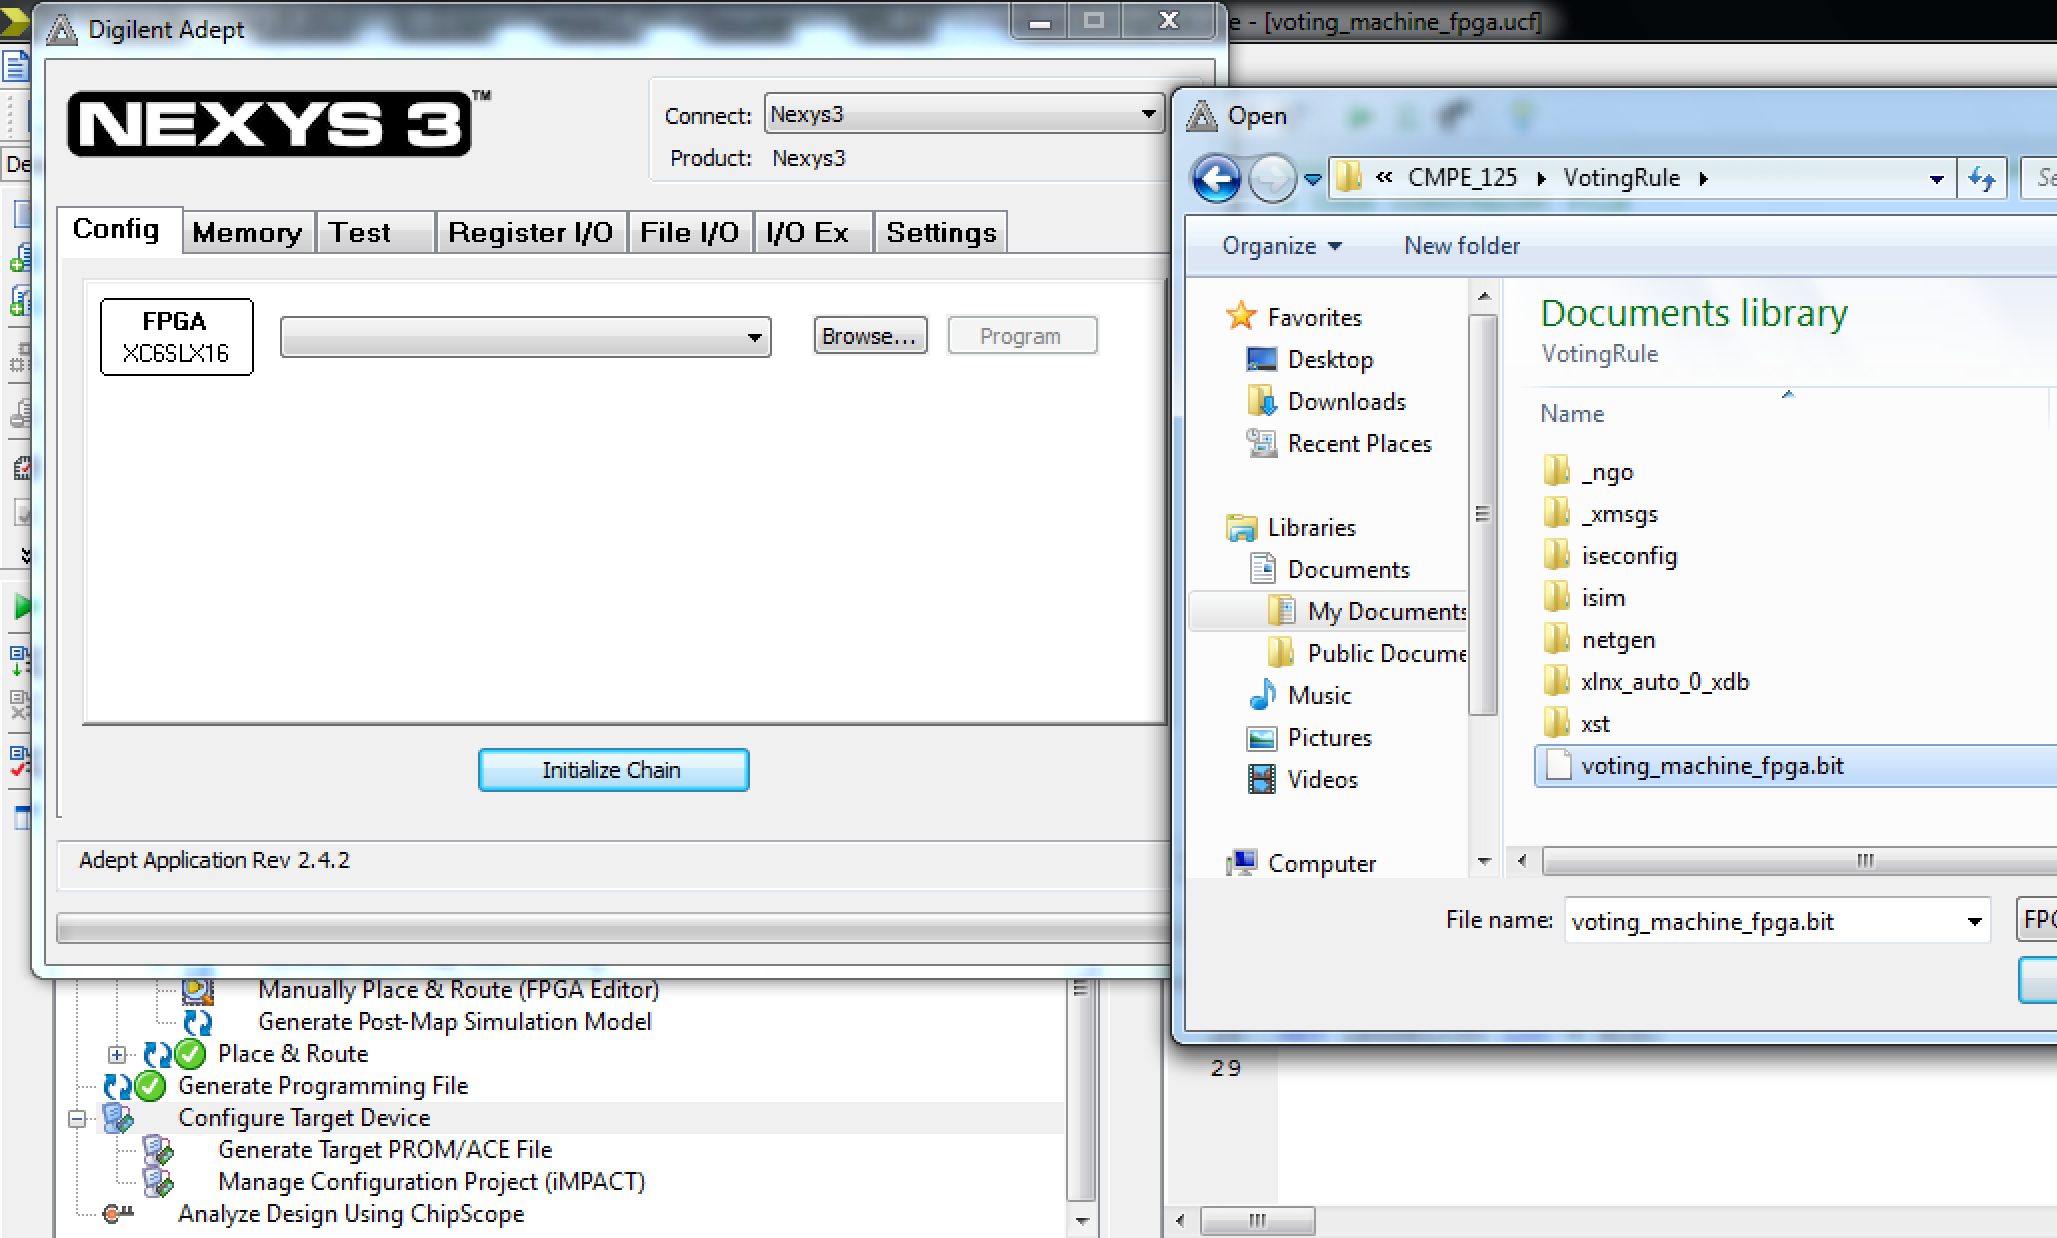 Digilent Adept
e - [voting_machine_fpga.ucf]
NEXYS 3™
Connect: Nexys3
Product: Nexys3
Config Memory Test Register I/O File I/O I/O Ex Settings
FPGA
XC6SLX16
Browse... Program
Initialize Chain
Adept Application Rev 2.4.2
De
Open
« CMPE_125 VotingRule
Se
Organize New folder
Favorites
Desktop
Downloads
Recent Places
Libraries
Documents
My Documents
Public Docume
Music
Pictures
Videos
Computer
Documents library
VotingRule
Name
_ngo
_xmsgs
iseconfig
isim
netgen
xlnx_auto_0_xdb
xst
voting_machine_fpga.bit
File name: voting_machine_fpga.bit
Manually Place & Route (FPGA Editor)
Generate Post-Map Simulation Model
Place & Route
Generate Programming File
Configure Target Device
Generate Target PROM/ACE File
Manage Configuration Project (iMPACT)
Analyze Design Using ChipScope
29